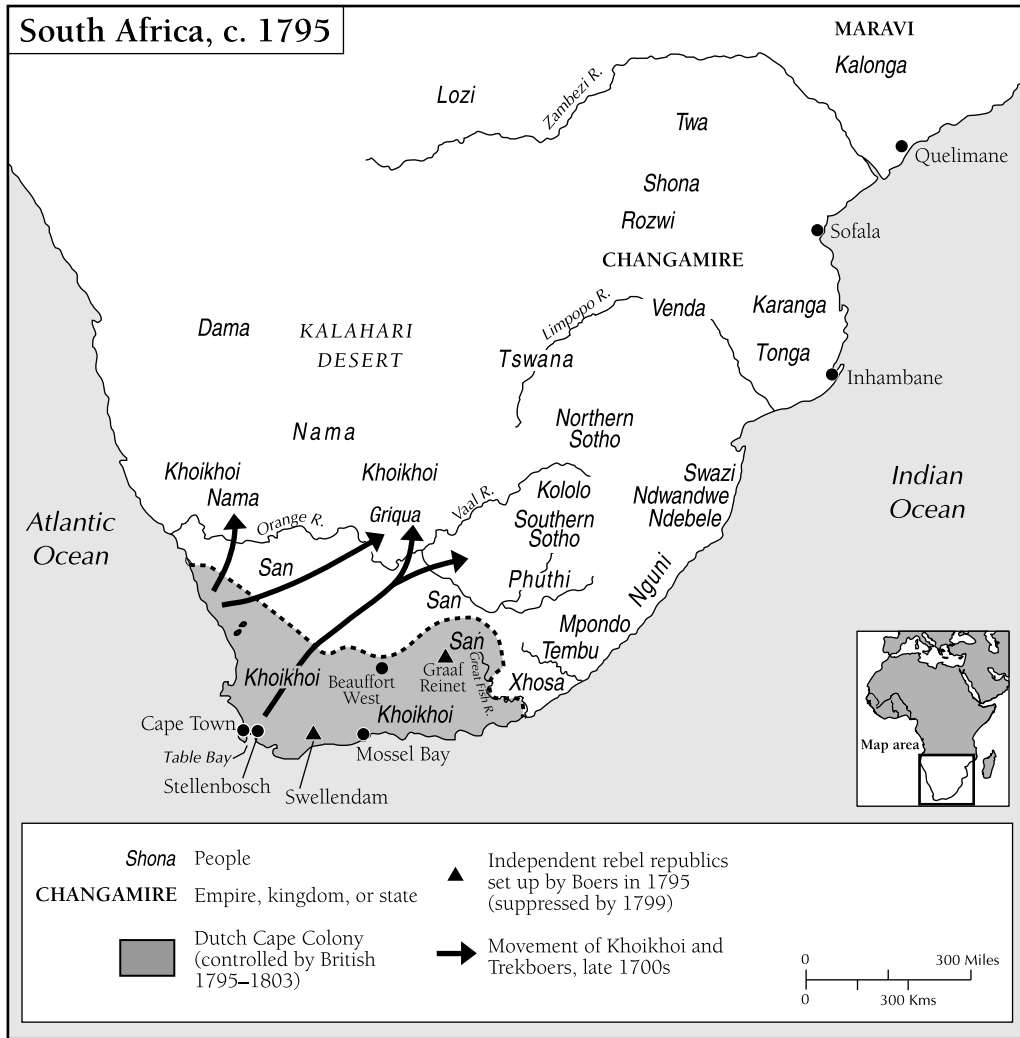 South Africa, c. 1795
MARAVI
Kalonga
Lozi
Zambezi R.
Twa
Quelimane
Shona
Rozwi
Sofala
CHANGAMIRE
Limpopo R.
Venda
Karanga
Dama
KALAHARI
DESERT
Tswana
Tonga
Inhambane
Nama
Northern
Sotho
Khoikhoi
Nama
Khoikhoi
Griqua
Orange R.
Vaal R.
Kololo
Southern
Sotho
Swazi
Ndwandwe
Ndebele
Indian
Ocean
Atlantic
Ocean
San
San
Phuthi
Nguni
Mpondo
Tembu
Xhosa
San
Graaf
Reinet
Great Fish R.
Khoikhoi
Beauffort
West
Khoikhoi
Cape Town
Table Bay
Stellenbosch
Swellendam
Mossel Bay
Map area
Shona People
CHANGAMIRE Empire, kingdom, or state
Dutch Cape Colony
(controlled by British
1795–1803)
Independent rebel republics
set up by Boers in 1795
(suppressed by 1799)
Movement of Khoikhoi and
Trekboers, late 1700s
0 300 Miles
0 300 Kms